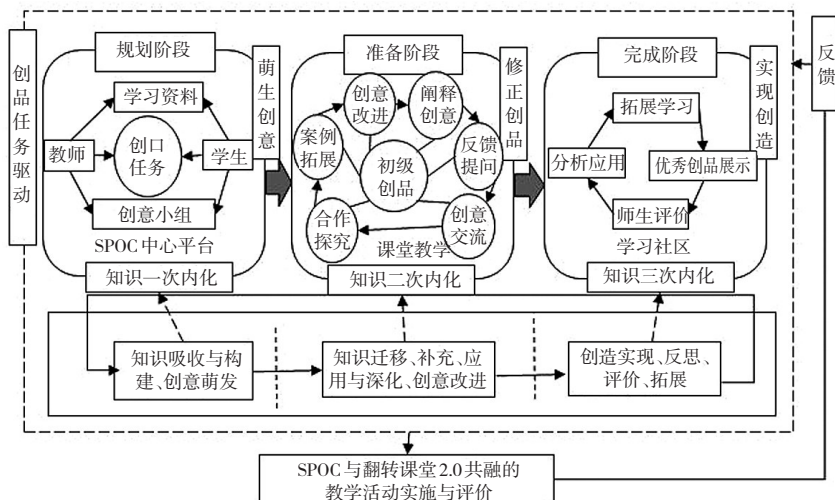 创品任务驱动
规划阶段
学习资料
教师
创口
任务
学生
创意小组
SPOC中心平台
知识一次内化
萌生创意
准备阶段
创意
改进
阐释
创意
案例
拓展
反馈
提问
初级
创品
合作
探究
创意
交流
课堂教学
知识二次内化
修正创品
完成阶段
拓展学习
分析应用
优秀创品展示
师生评价
学习社区
知识三次内化
实现创造
反馈
知识吸收与构
建、创意萌发
知识迁移、补充、应
用与深化、创意改进
创造实现、反思、
评价、拓展
SPOC与翻转课堂2.0共融的
教学活动实施与评价